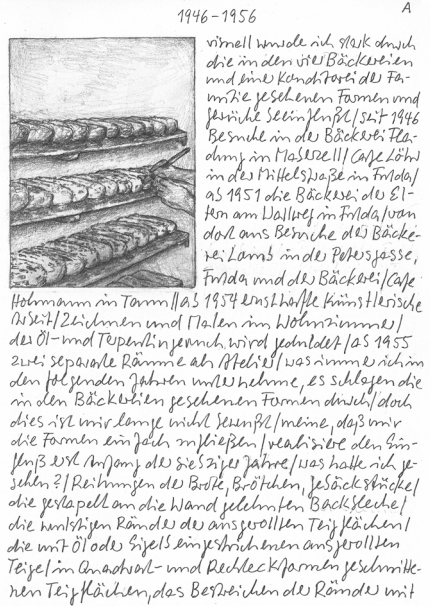 A
1946–1956
visuell wurde ich stark durch
die in den vier Bäckereien
und einer Konditorei der Fa-
milie gesehenen Formen und
Gerüche beeinflußt/seit 1946
Besuche in der Bäckerei Fla-
dung in Maberzell/Cafe Löhr
in der Mittelstraße in Fulda/
ab 1951 die Bäckerei der El-
tern am Wallweg in Fulda/von
dort aus Besuche der Bäcke-
rei Lamb in der Petersgasse,
Fulda und der Bäckerei/Cafe
Hohmann in Tann//ab 1954 ernsthafte künstlerische
Arbeit/Zeichnen und Malen im Wohnzimmer/
der Öl- und Terpentingeruch wird geduldet/ab 1955
zwei separate Räume als Atelier/was immer ich in
den folgenden Jahren unternehme, es schlagen die
in den Bäckereien gesehenen Formen durch/doch
dies ist mir lange nicht bewußt/meine, daß mir
die Formen einfach zufließen/realisiere den Ein-
fluß erst Anfang der siebziger Jahre/was hatte ich ge-
sehen?/Reihungen der Brote, Brötchen, Gebäckstücke/
die gestapelt an die Wand gelehnten Backbleche/
die wulstigen Ränder der ausgerollten Teigflächen/
die mit Öl oder Eigelb eingestrichenen ausgerollten
Teige/in Quadrat- und Rechteckformen geschnitte-
nen Teigflächen, das Bestreichen der Ränder mit